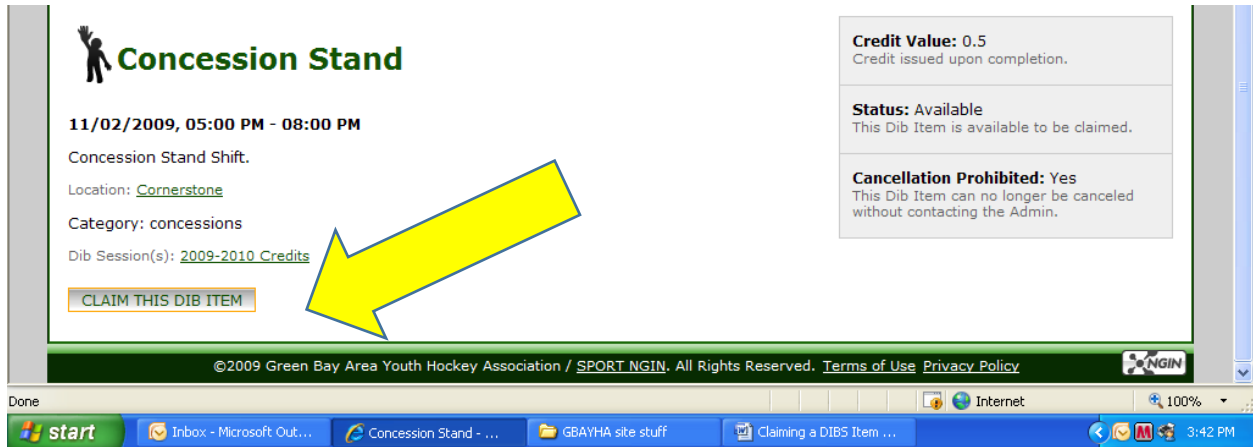 Concession Stand
11/02/2009, 05:00 PM - 08:00 PM
Concession Stand Shift.
Location: Cornerstone
Category: concessions
Dib Session(s): 2009-2010 Credits
CLAIM THIS DIB ITEM
Credit Value: 0.5
Credit issued upon completion.
Status: Available
This Dib Item is available to be claimed.
Cancellation Prohibited: Yes
This Dib Item can no longer be canceled
without contacting the Admin.
©2009 Green Bay Area Youth Hockey Association / SPORT NGIN. All Rights Reserved. Terms of Use Privacy Policy
NGIN
Done
Internet
100%
start
Inbox - Microsoft Out...
Concession Stand - ...
GBAYHA site stuff
Claiming a DIBS Item ...
3:42 PM